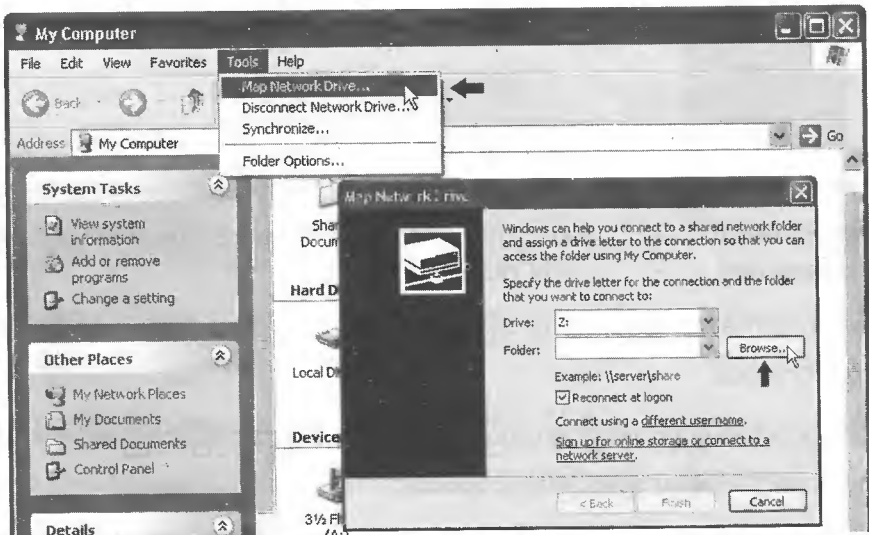 My Computer
File Edit View Favorites Tools Help
Map Network Drive...
Disconnect Network Drive...
Synchronize...
Folder Options...
Back
Address My Computer
Go
System Tasks
View system
information
Add or remove
programs
Change a setting
Other Places
My Network Places
My Documents
Shared Documents
Control Panel
Details
Shar
Docum
Hard D
Local Di
Device
3½ Fl
(A:
Map Network Drive
Windows can help you connect to a shared network folder
and assign a drive letter to the connection so that you can
access the folder using My Computer.
Specify the drive letter for the connection and the folder
that you want to connect to:
Drive: Z:
Folder: Browse...
Example: \\server\share
Reconnect at logon
Connect using a different user name.
Sign up for online storage or connect to a
network server.
< Back Finish Cancel